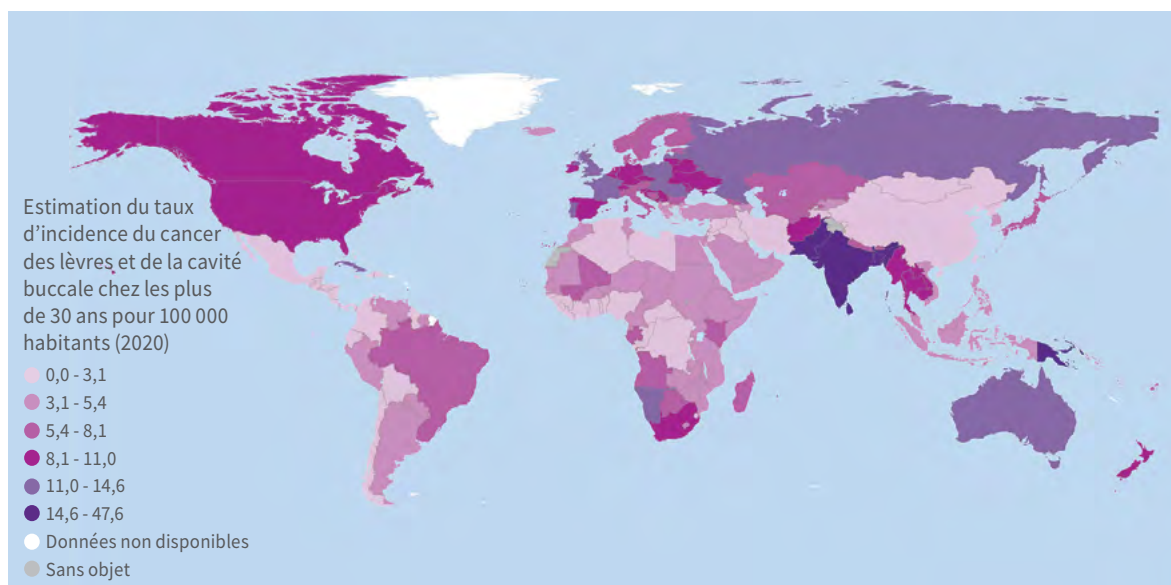 Estimation du taux
d’incidence du cancer
des lèvres et de la cavité
buccale chez les plus
de 30 ans pour 100 000
habitants (2020)
0,0 - 3,1
3,1 - 5,4
5,4 - 8,1
8,1 - 11,0
11,0 - 14,6
14,6 - 47,6
Données non disponibles
Sans objet